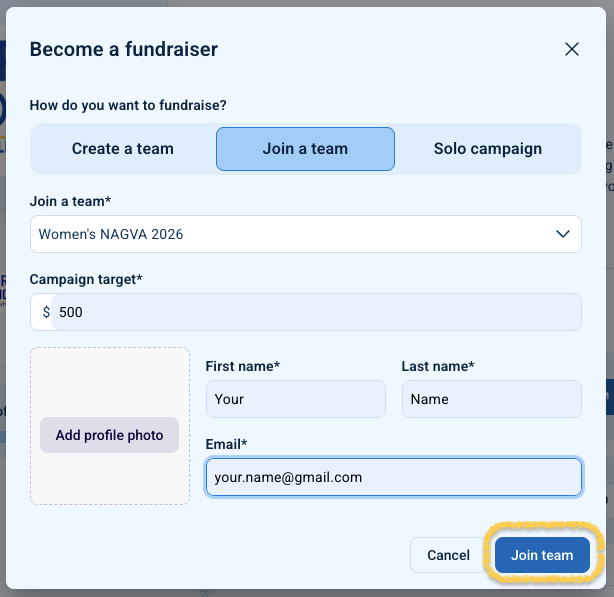 Become a fundraiser
How do you want to fundraise?
Create a team
Join a team
Solo campaign
Join a team*
Women's NAGVA 2026
Campaign target*
$ 500
First name*
Last name*
Your
Name
Add profile photo
Email*
your.name@gmail.com
Cancel
Join team